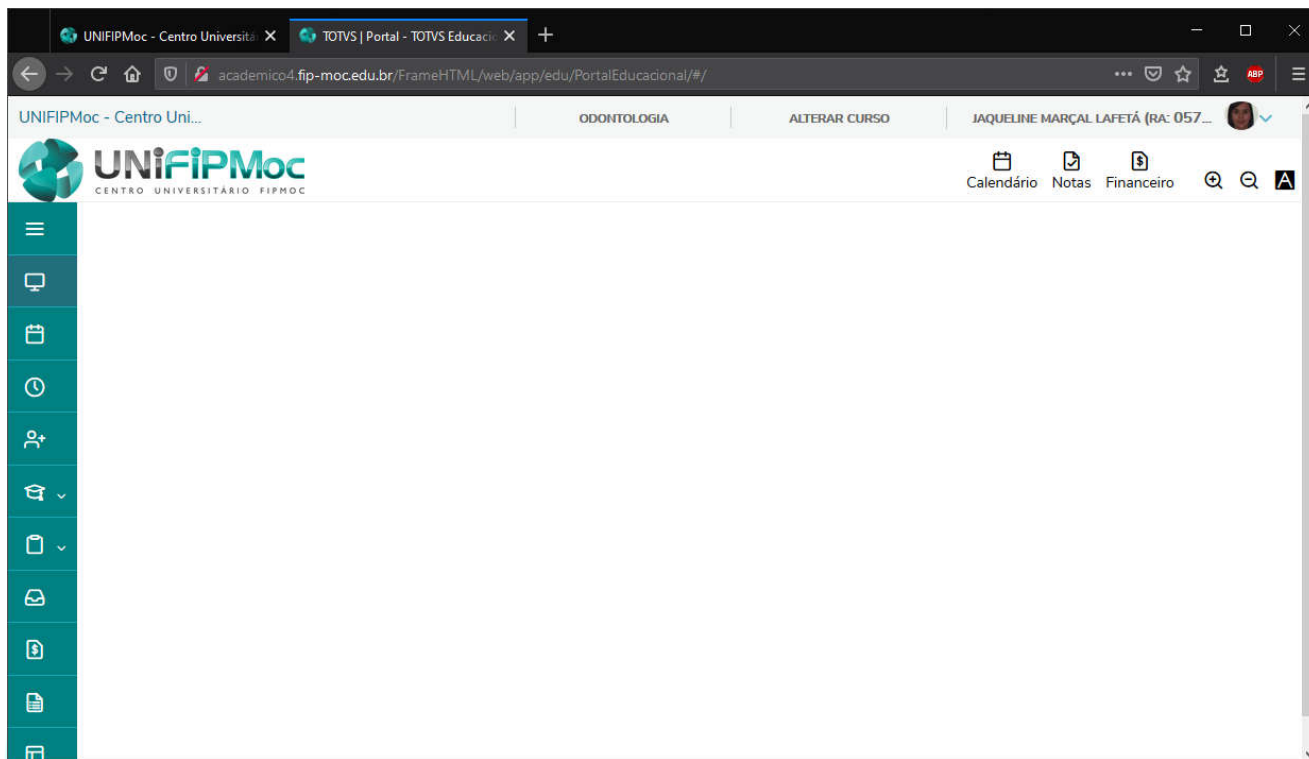 UNIFIPMoc - Centro Universitá
TOTVS | Portal - TOTVS Educacio
academico4.fip-moc.edu.br/FrameHTML/web/app/edu/PortalEducacional/#/
ABP
UNIFIPMoc - Centro Uni...
ODONTOLOGIA
ALTERAR CURSO
JAQUELINE MARÇAL LAFETÁ (RA: 057...
UNIFIPMoc
CENTRO UNIVERSITÁRIO FIPMOC
Calendário Notas Financeiro
A